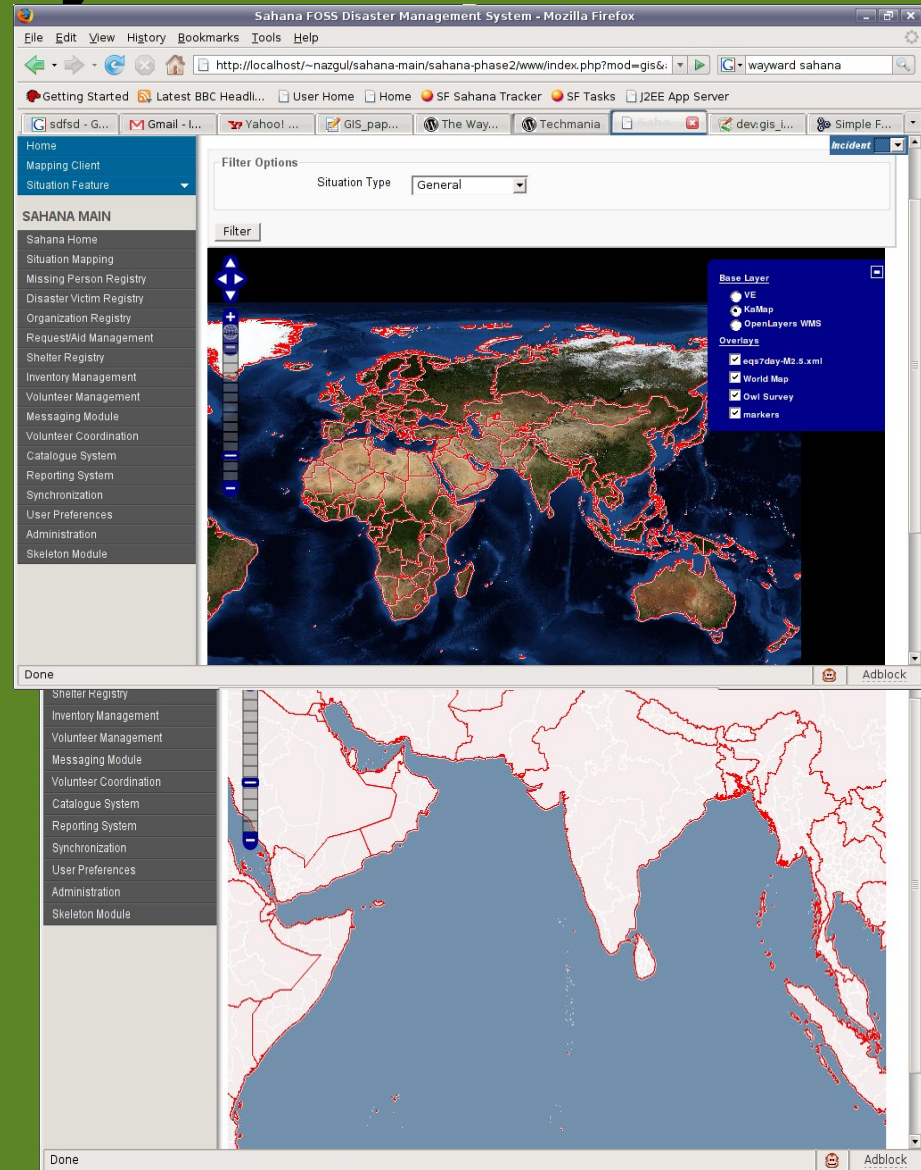 Sahana FOSS Disaster Management System - Mozilla Firefox
File Edit View History Bookmarks Tools Help
http://localhost/~nazgul/sahana-main/sahana-phase2/www/index.php?mod=gis& wayward sahana
Getting Started Latest BBC Headli... User Home Home SF Sahana Tracker SF Tasks J2EE App Server
sdfsd - G... Gmail - I... Yahoo! ... GIS_pap... The Way... Techmania dev:gis_i... Simple F...
Home
Mapping Client
Situation Feature
SAHANA MAIN
Sahana Home
Situation Mapping
Missing Person Registry
Disaster Victim Registry
Organization Registry
Request/Aid Management
Shelter Registry
Inventory Management
Volunteer Management
Messaging Module
Volunteer Coordination
Catalogue System
Reporting System
Synchronization
User Preferences
Administration
Skeleton Module
Incident
Filter Options
Situation Type General
Filter
Base Layer
VE
KaMap
OpenLayers WMS
Overlays
eqs7day-M2.5.xml
World Map
Owl Survey
markers
Done Adblock
Shelter Registry
Inventory Management
Volunteer Management
Messaging Module
Volunteer Coordination
Catalogue System
Reporting System
Synchronization
User Preferences
Administration
Skeleton Module
Done Adblock